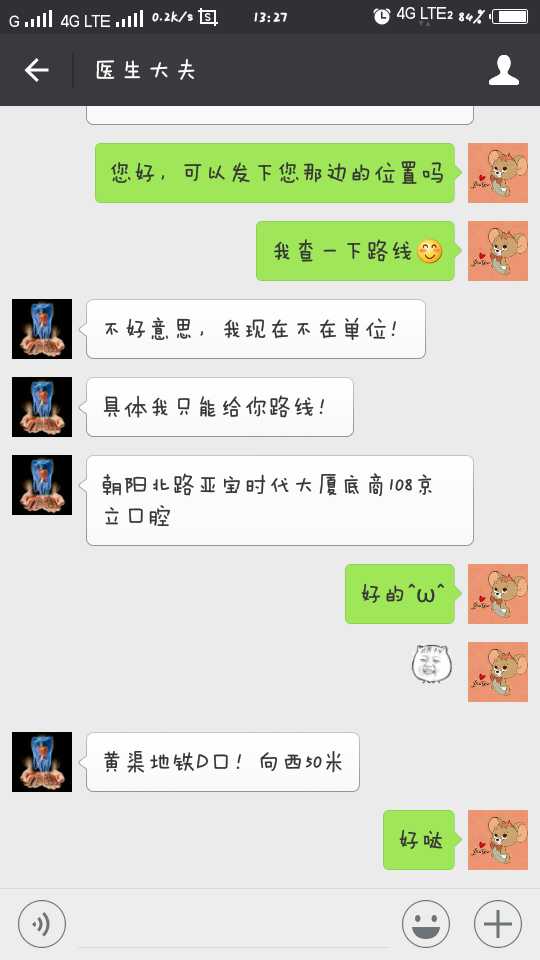 G 4G LTE 0.2k/s S 13:27 4G LTE2 84%
医生大夫
您好，可以发下您那边的位置吗
我查一下路线😊
不好意思，我现在不在单位！
具体我只能给你路线！
朝阳北路亚宝时代大厦底商108京
立口腔
好的^ω^
黄渠地铁D口！向西50米
好哒